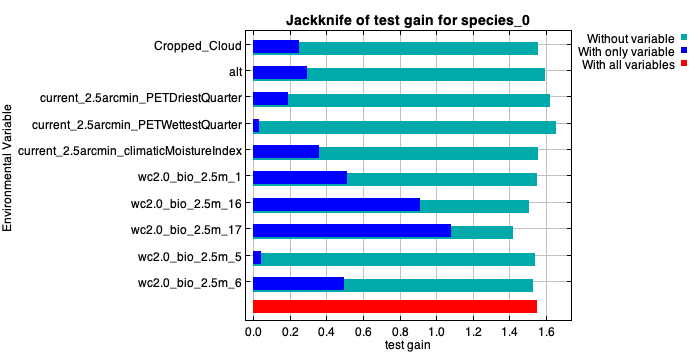 Jackknife of test gain for species_0
Without variable
With only variable
With all variables
Environmental Variable
Cropped_Cloud
alt
current_2.5arcmin_PETDriestQuarter
current_2.5arcmin_PETWettestQuarter
current_2.5arcmin_climaticMoistureIndex
wc2.0_bio_2.5m_1
wc2.0_bio_2.5m_16
wc2.0_bio_2.5m_17
wc2.0_bio_2.5m_5
wc2.0_bio_2.5m_6
0.0 0.2 0.4 0.6 0.8 1.0 1.2 1.4 1.6
test gain